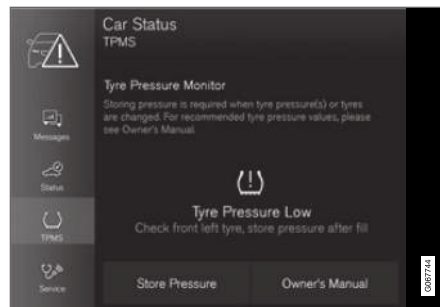 Car Status
TPMS
Tyre Pressure Monitor
Storing pressure is required when tyre pressure(s) or tyres
are changed. For recommended tyre pressure values, please
see Owner's Manual.
Messages
Status
TPMS
Service
Tyre Pressure Low
Check front left tyre, store pressure after fill
Store Pressure
Owner's Manual
G067744